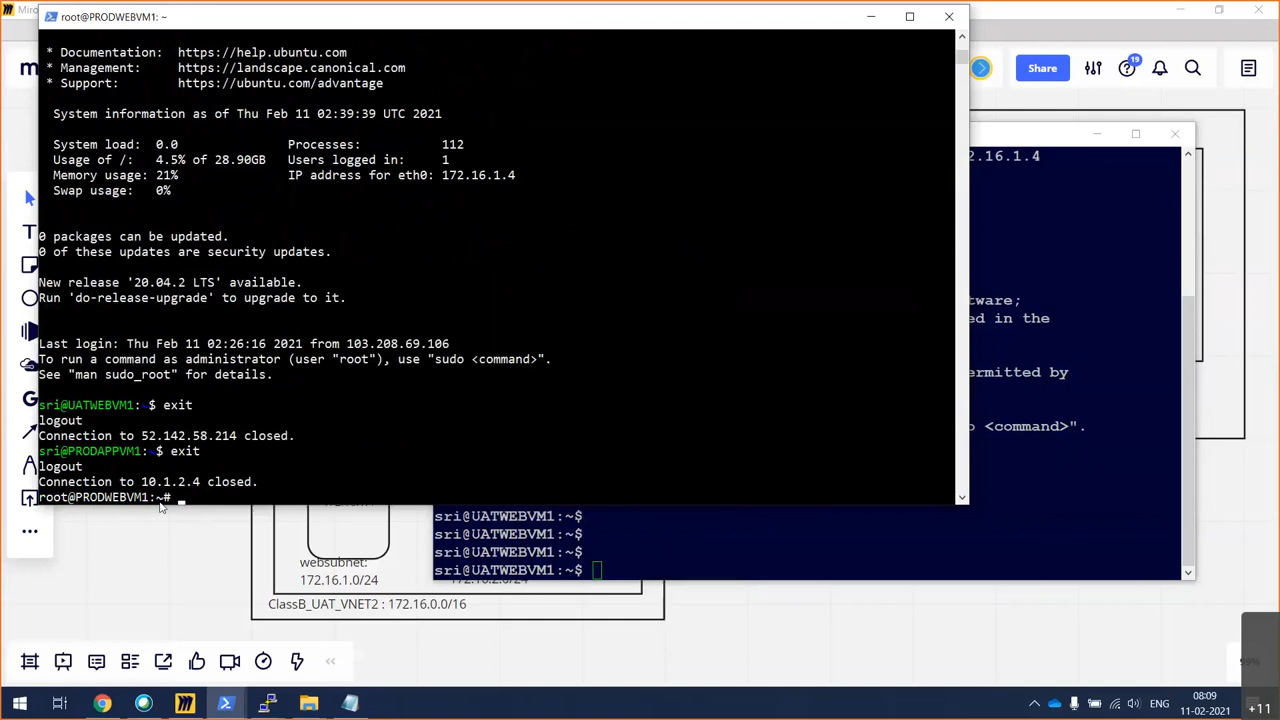 Mir
root@PRODWEBVM1: ~
* Documentation:  https://help.ubuntu.com
* Management:     https://landscape.canonical.com
* Support:        https://ubuntu.com/advantage
System information as of Thu Feb 11 02:39:39 UTC 2021
System load:  0.0               Processes:           112
Usage of /:   4.5% of 28.90GB   Users logged in:     1
Memory usage: 21%               IP address for eth0: 172.16.1.4
Swap usage:   0%
0 packages can be updated.
0 of these updates are security updates.
New release '20.04.2 LTS' available.
Run 'do-release-upgrade' to upgrade to it.
Last login: Thu Feb 11 02:26:16 2021 from 103.208.69.106
To run a command as administrator (user "root"), use "sudo <command>".
See "man sudo_root" for details.
sri@UATWEBVM1:~$ exit
logout
Connection to 52.142.58.214 closed.
sri@PRODAPPVM1:~$ exit
logout
Connection to 10.1.2.4 closed.
root@PRODWEBVM1:~#
m
19
Share
2.16.1.4
tware;
ed in the
ermitted by
o <command>".
sri@UATWEBVM1:~$
sri@UATWEBVM1:~$
sri@UATWEBVM1:~$
sri@UATWEBVM1:~$
websubnet:
172.16.1.0/24
ClassB_UAT_VNET2 : 172.16.0.0/16
99%
ENG
08:09
11-02-2021
+11